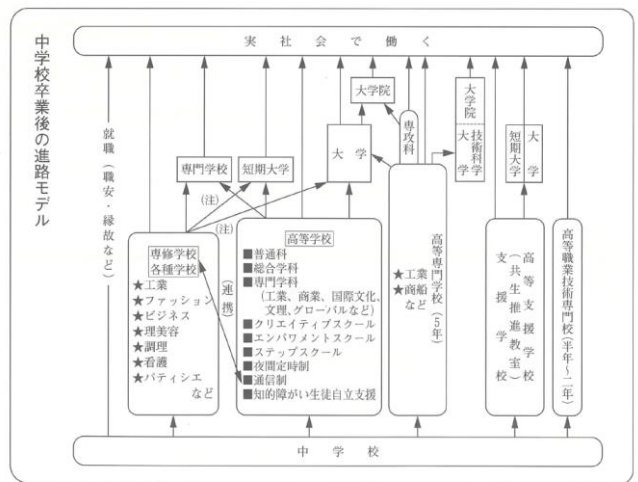 中学校卒業後の進路モデル
実社会で働く
就職(職安・縁故など)
専門学校
短期大学
大学
大学院
専攻科
大学院
技術科学大学
大学
短期大学
(注)
(注)
専修学校
各種学校
★工業
★ファッション
★ビジネス
★理美容
★調理
★看護
★パティシエ
など
(連携)
高等学校
■普通科
■総合学科
■専門学科
(工業、商業、国際文化、
文理、グローバルなど)
■クリエイティブスクール
■エンパワメントスクール
■ステップスクール
■夜間定時制
■通信制
■知的障がい生徒自立支援
高等専門学校(5年)
★工業
★商船
など
高等支援学校
(共生推進教室)
支援学校
高等職業技術専門校(半年~二年)
中学校